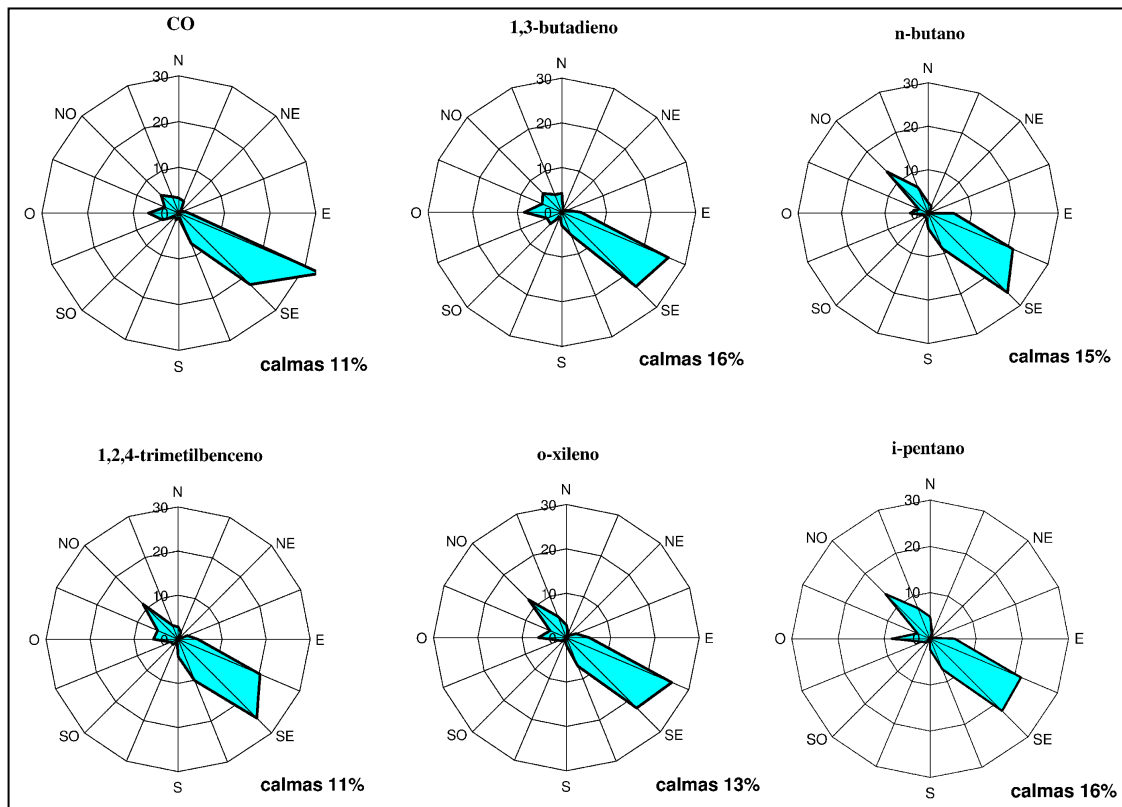 CO
N
30
NO
NE
20
10
O
0
E
SO
SE
S
calmas 11%
1,3-butadieno
N
30
NO
NE
20
10
O
0
E
SO
SE
S
calmas 16%
n-butano
N
30
NO
NE
20
10
O
0
E
SO
SE
S
calmas 15%
1,2,4-trimetilbenceno
N
30
NO
NE
20
10
O
0
E
SO
SE
S
calmas 11%
o-xileno
N
30
NO
NE
20
10
O
0
E
SO
SE
S
calmas 13%
i-pentano
N
30
NO
NE
20
10
O
0
E
SO
SE
S
calmas 16%